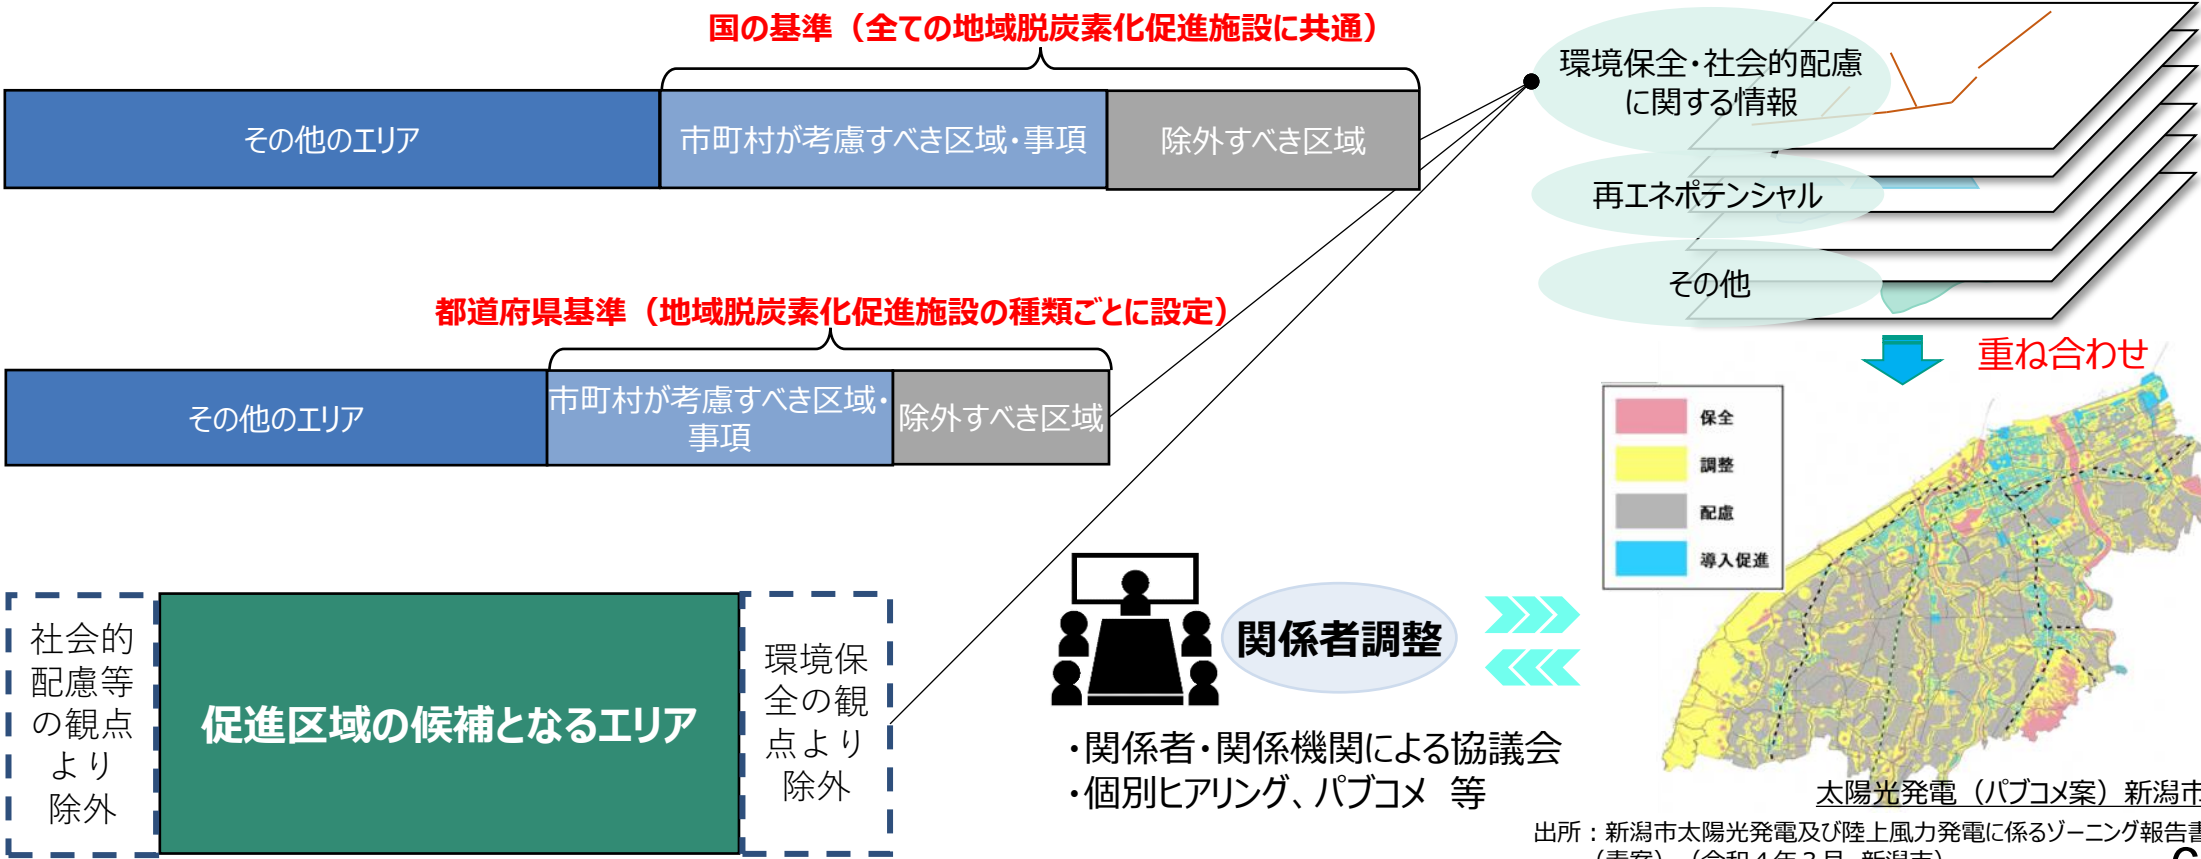 国の基準（全ての地域脱炭素化促進施設に共通）
その他のエリア
市町村が考慮すべき区域・事項
除外すべき区域
都道府県基準（地域脱炭素化促進施設の種類ごとに設定）
その他のエリア
市町村が考慮すべき区域・
事項
除外すべき区域
社会的
配慮等
の観点
より
除外
促進区域の候補となるエリア
環境保
全の観
点より
除外
関係者調整
・関係者・関係機関による協議会
・個別ヒアリング、パブコメ 等
環境保全・社会的配慮
に関する情報
再エネポテンシャル
その他
重ね合わせ
保全
調整
配慮
導入促進
太陽光発電（パブコメ案）新潟市
出所：新潟市太陽光発電及び陸上風力発電に係るゾーニング報告書
（素案）（令和４年３月 新潟市）